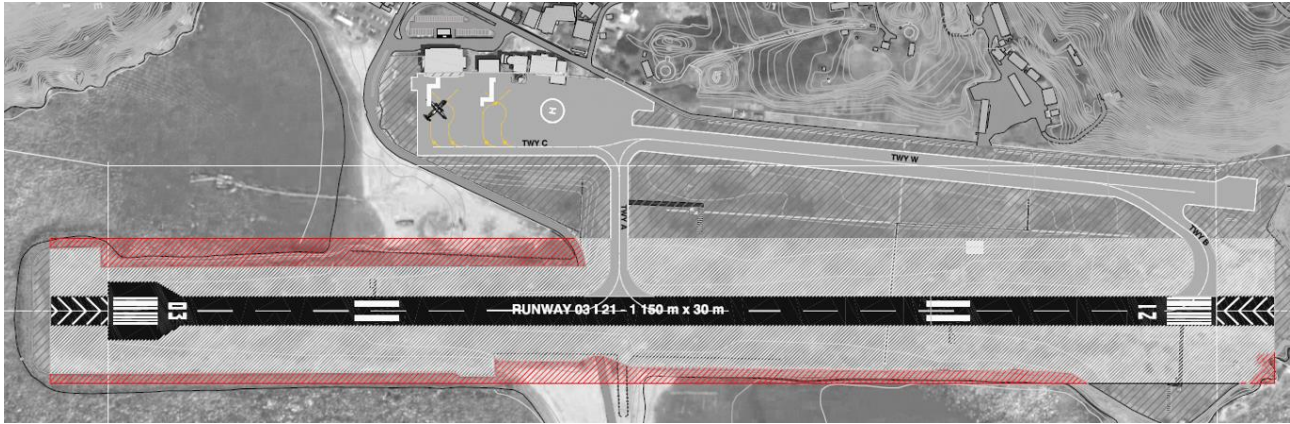 N
TWY C
TWY W
TWY A
TWY B
03
RUNWAY 03 I 21 - 1 150 m x 30 m
21